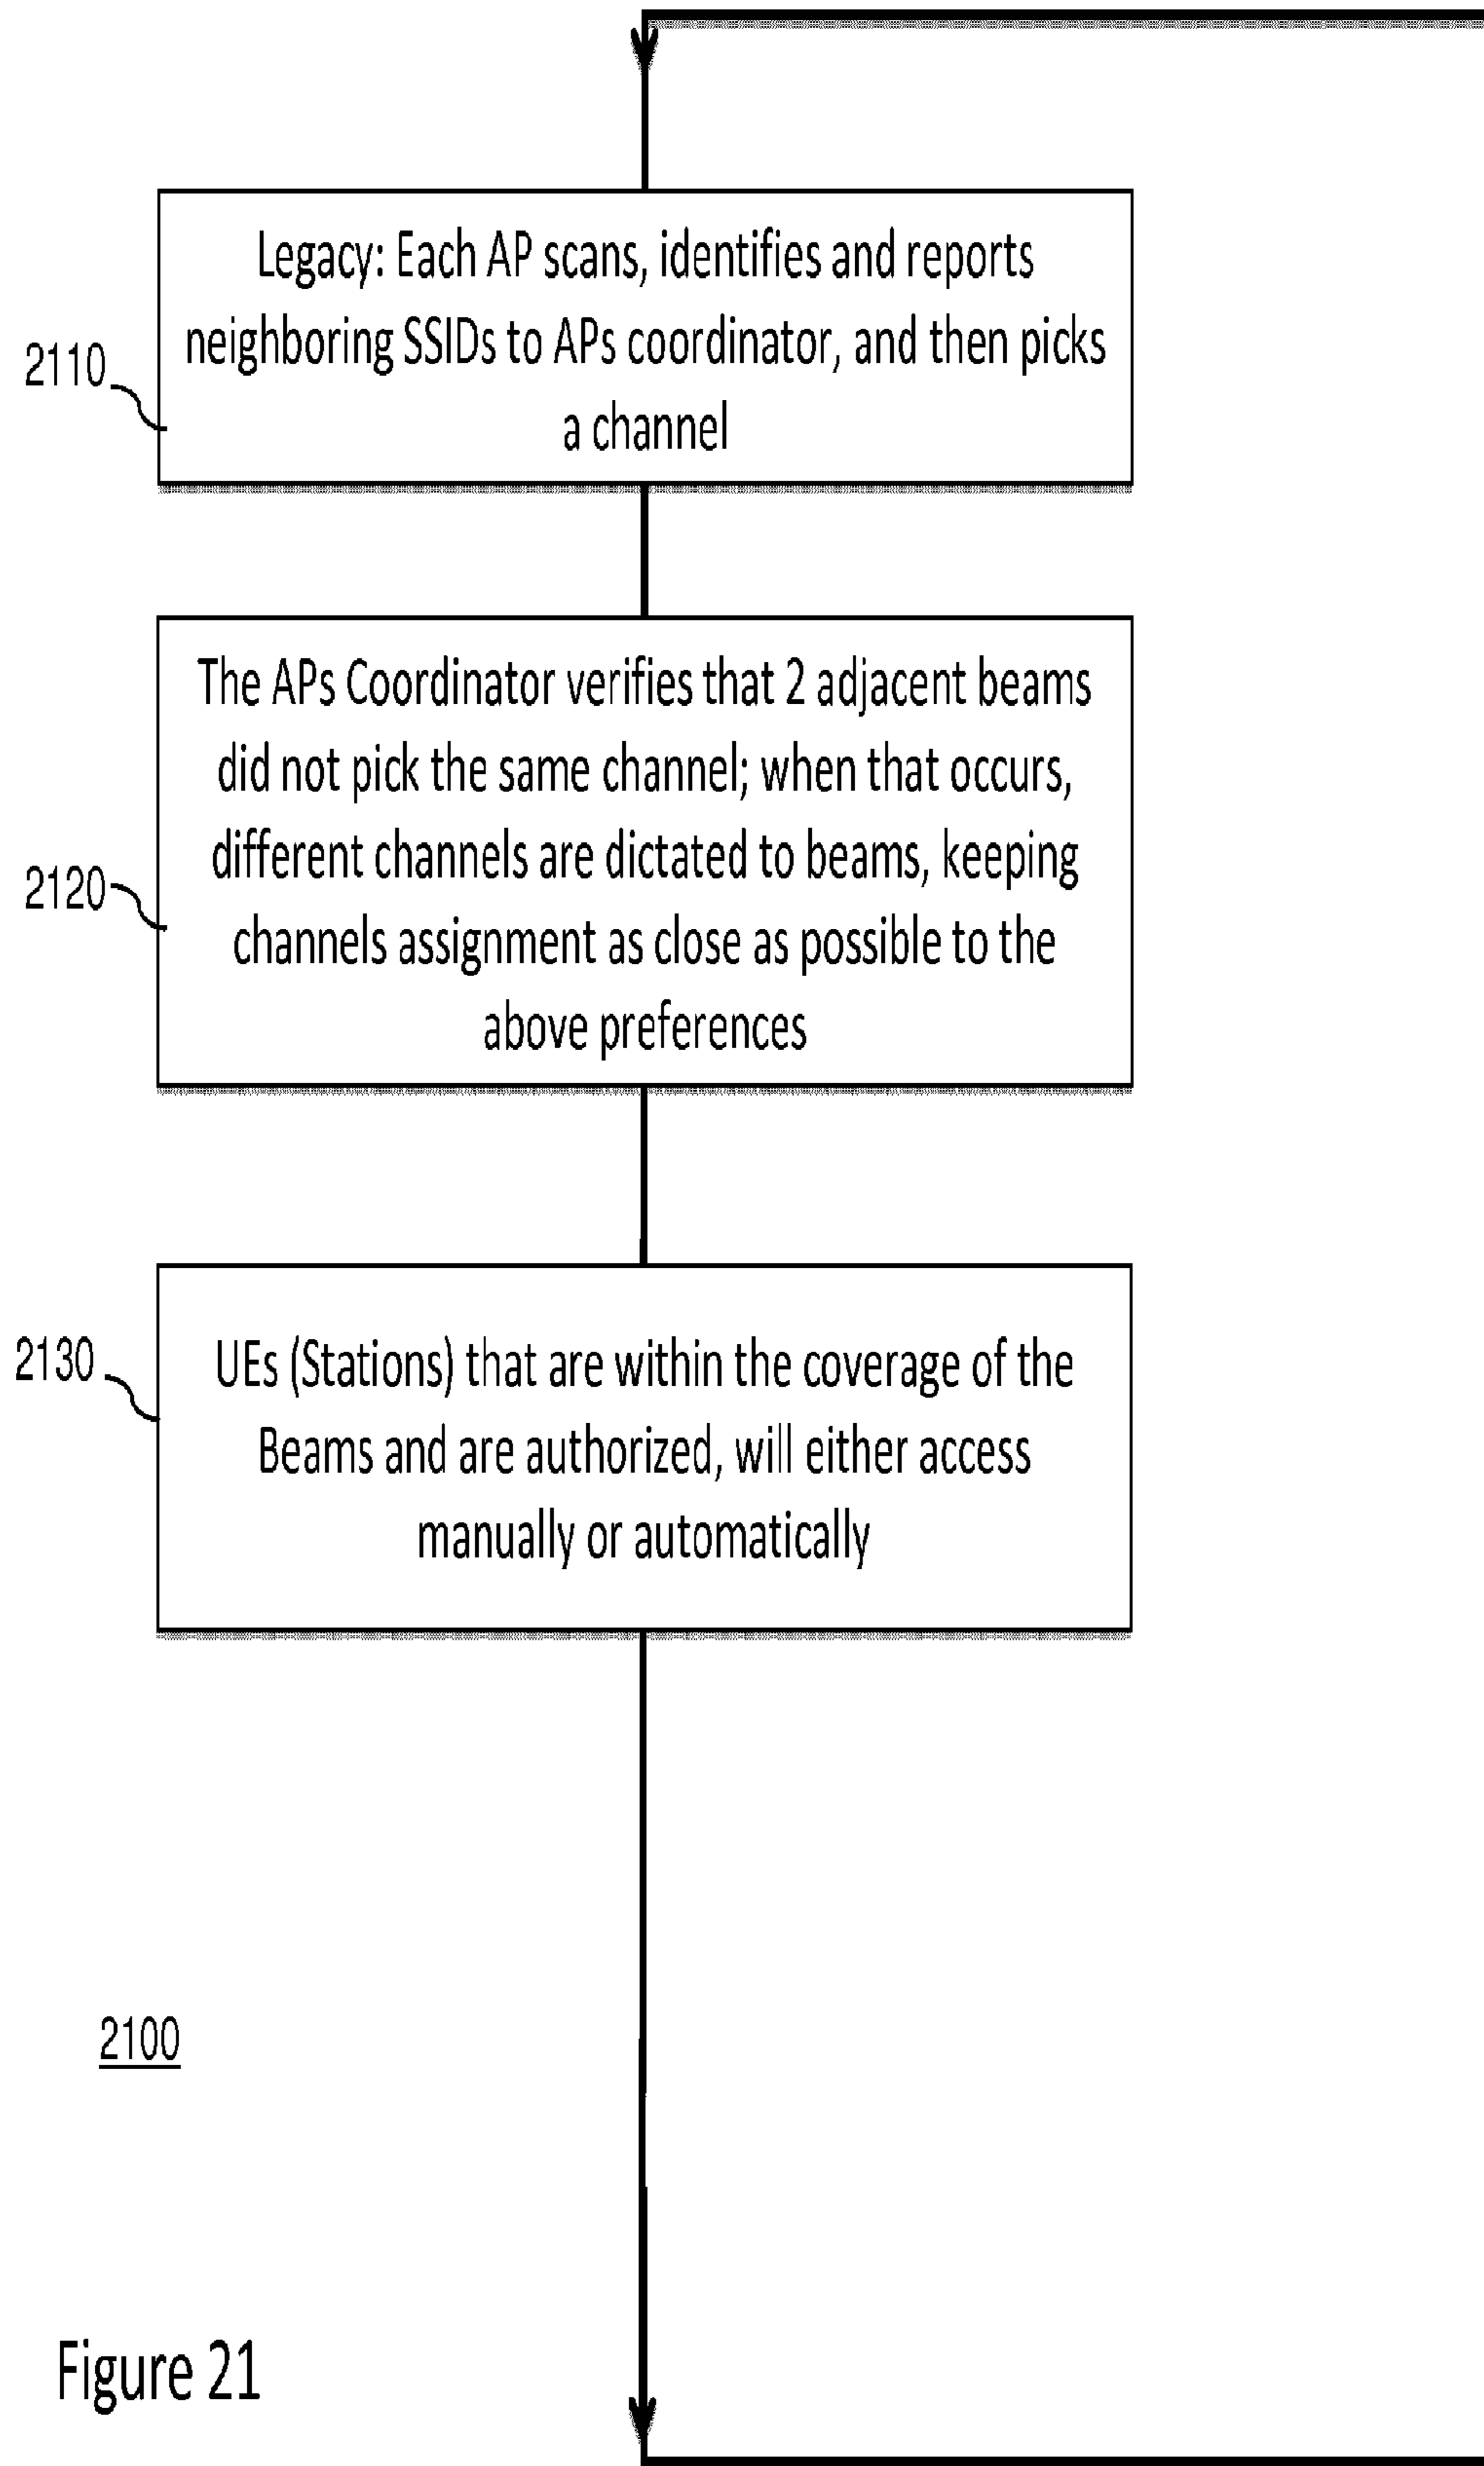 Legacy: Each AP scans, identifies and reports
neighboring SSIDs to APs coordinator, and then picks
a channel
2110
The APs Coordinator verifies that 2 adjacent beams
did not pick the same channel; when that occurs,
different channels are dictated to beams, keeping
channels assignment as close as possible to the
above preferences
2120
UEs (Stations) that are within the coverage of the
Beams and are authorized, will either access
manually or automatically
2130
2100
Figure 21